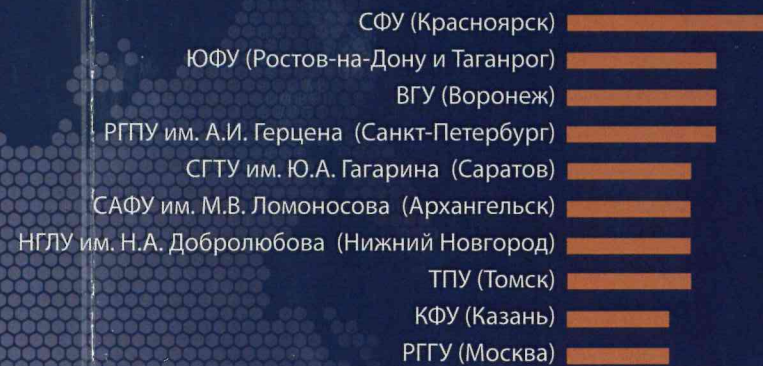 СФУ (Красноярск)
ЮФУ (Ростов-на-Дону и Таганрог)
ВГУ (Воронеж)
РГПУ им. А.И. Герцена (Санкт-Петербург)
СГТУ им. Ю.А. Гагарина (Саратов)
САФУ им. М.В. Ломоносова (Архангельск)
НГЛУ им. Н.А. Добролюбова (Нижний Новгород)
ТПУ (Томск)
КФУ (Казань)
РГГУ (Москва)